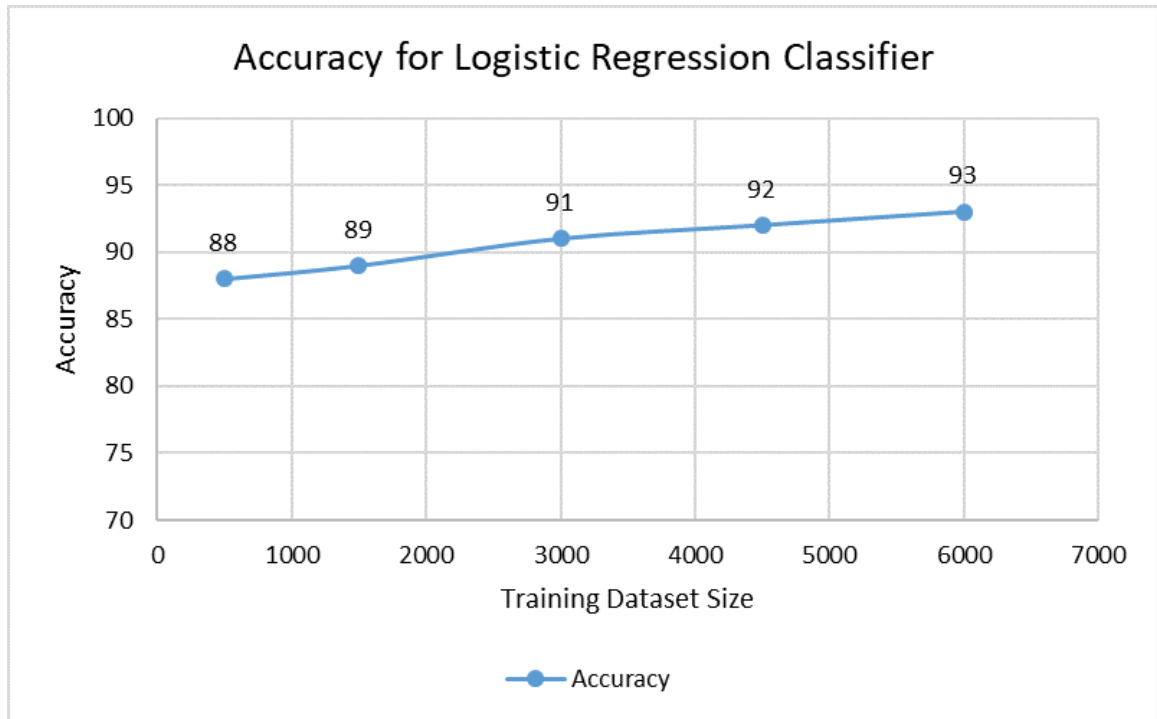 Accuracy for Logistic Regression Classifier
100
95
90
85
80
75
70
88
89
91
92
93
Accuracy
0 1000 2000 3000 4000 5000 6000 7000
Training Dataset Size
Accuracy